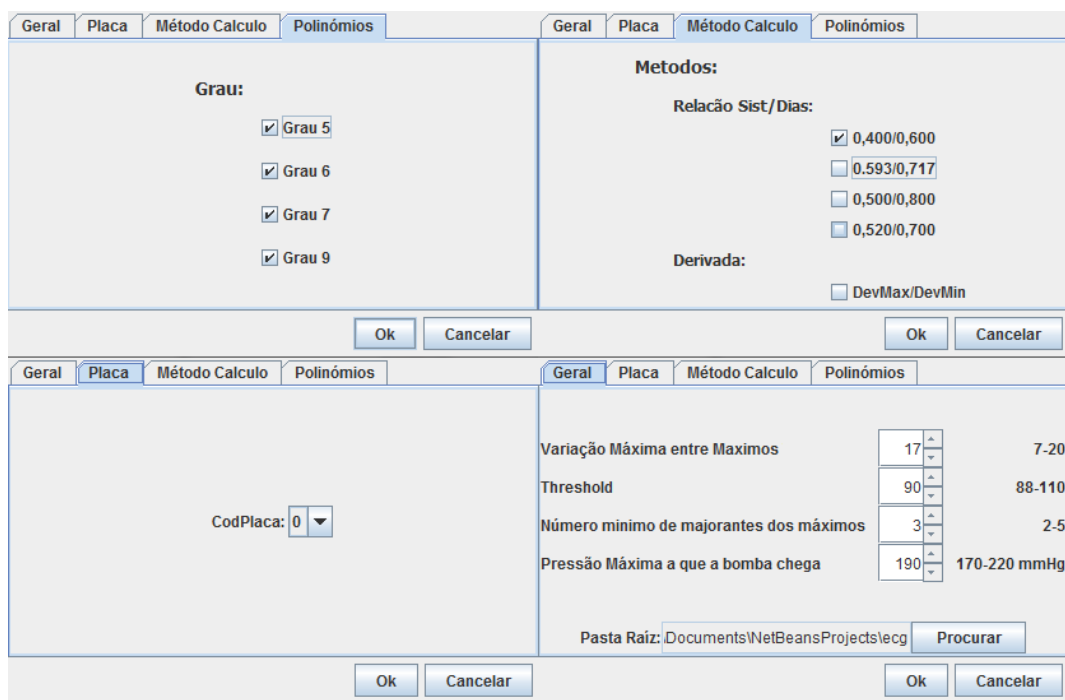 Geral Placa Método Calculo Polinómios
Grau:
Grau 5
Grau 6
Grau 7
Grau 9
Ok Cancelar
Geral Placa Método Calculo Polinómios
Metodos:
Relacão Sist/Dias:
0,400/0,600
0.593/0,717
0,500/0,800
0,520/0,700
Derivada:
DevMax/DevMin
Ok Cancelar
Geral Placa Método Calculo Polinómios
CodPlaca: 0
Ok Cancelar
Geral Placa Método Calculo Polinómios
Variação Máxima entre Maximos 17 7-20
Threshold 90 88-110
Número minimo de majorantes dos máximos 3 2-5
Pressão Máxima a que a bomba chega 190 170-220 mmHg
Pasta Raíz: \Documents\NetBeansProjects\ecg Procurar
Ok Cancelar